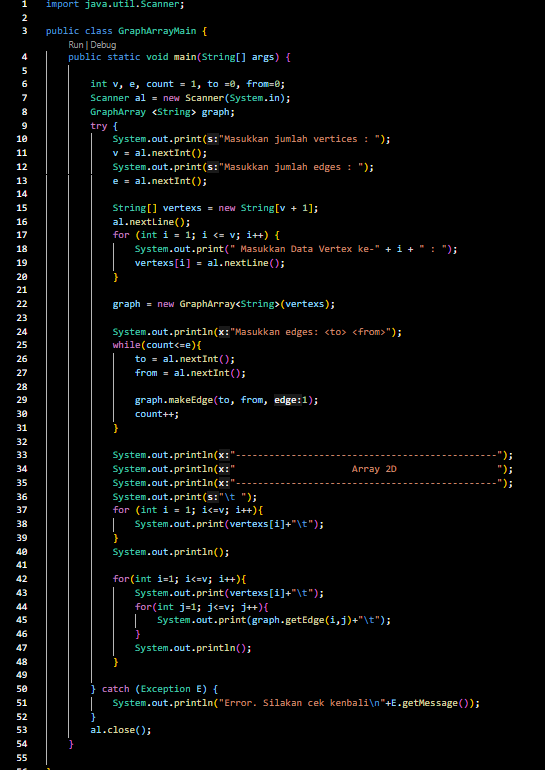 1 import java.util.Scanner;
2
3 public class GraphArrayMain {
Run | Debug
4 public static void main(String[] args) {
5
6 int v, e, count = 1, to =0, from=0;
7 Scanner al = new Scanner(System.in);
8 GraphArray <String> graph;
9 try {
10 System.out.print(s:"Masukkan jumlah vertices : ");
11 v = al.nextInt();
12 System.out.print(s:"Masukkan jumlah edges : ");
13 e = al.nextInt();
14
15 String[] vertexs = new String[v + 1];
16 al.nextLine();
17 for (int i = 1; i <= v; i++) {
18 System.out.print(" Masukkan Data Vertex ke-" + i + " : ");
19 vertexs[i] = al.nextLine();
20 }
21
22 graph = new GraphArray<String>(vertexs);
23
24 System.out.println(x:"Masukkan edges: <to> <from>");
25 while(count<=e){
26 to = al.nextInt();
27 from = al.nextInt();
28
29 graph.makeEdge(to, from, edge:1);
30 count++;
31 }
32
33 System.out.println(x:"-------------------------------------------");
34 System.out.println(x:" Array 2D ");
35 System.out.println(x:"-------------------------------------------");
36 System.out.print(s:"\t ");
37 for (int i = 1; i<=v; i++){
38 System.out.print(vertexs[i]+"\t");
39 }
40 System.out.println();
41
42 for(int i=1; i<=v; i++){
43 System.out.print(vertexs[i]+"\t");
44 for(int j=1; j<=v; j++){
45 System.out.print(graph.getEdge(i,j)+"\t");
46 }
47 System.out.println();
48 }
49
50 } catch (Exception E) {
51 System.out.println("Error. Silakan cek kenbali\n"+E.getMessage());
52 }
53 al.close();
54 }
55